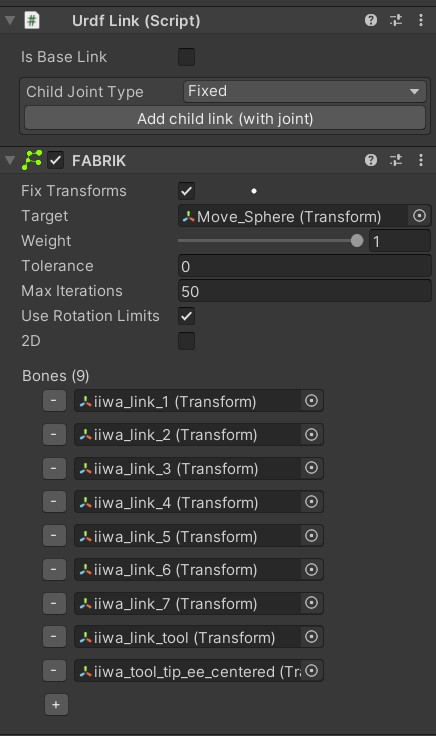 Urdf Link (Script)
Is Base Link
Child Joint Type Fixed
Add child link (with joint)
FABRIK
Fix Transforms
Target Move_Sphere (Transform)
Weight 1
Tolerance 0
Max Iterations 50
Use Rotation Limits
2D
Bones (9)
- iiwa_link_1 (Transform)
- iiwa_link_2 (Transform)
- iiwa_link_3 (Transform)
- iiwa_link_4 (Transform)
- iiwa_link_5 (Transform)
- iiwa_link_6 (Transform)
- iiwa_link_7 (Transform)
- iiwa_link_tool (Transform)
- iiwa_tool_tip_ee_centered (Tra
+